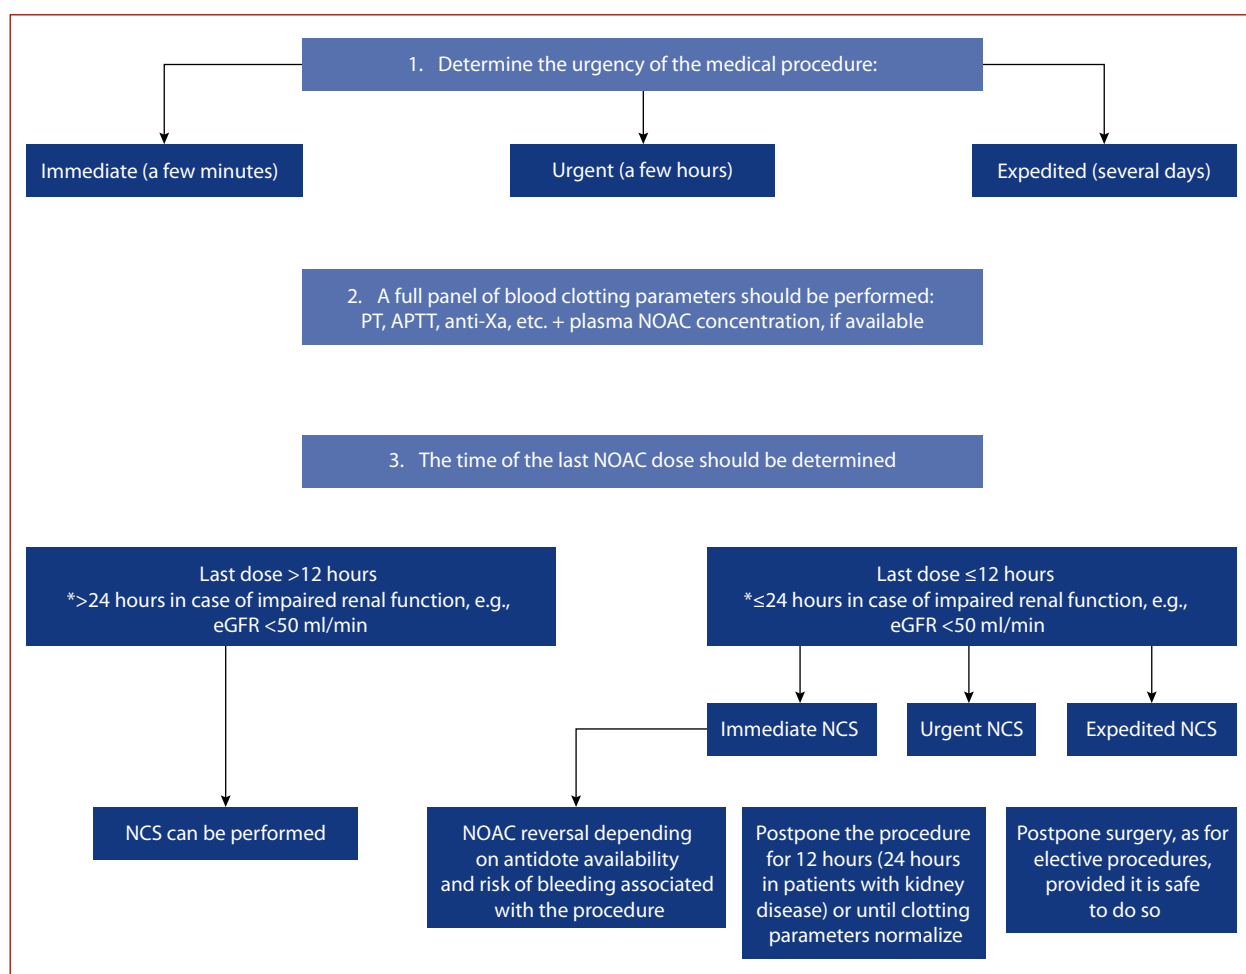 1. Determine the urgency of the medical procedure:
Immediate (a few minutes)
Urgent (a few hours)
Expedited (several days)
2. A full panel of blood clotting parameters should be performed:
PT, APTT, anti-Xa, etc. + plasma NOAC concentration, if available
3. The time of the last NOAC dose should be determined
Last dose >12 hours
*>24 hours in case of impaired renal function, e.g.,
eGFR <50 ml/min
Last dose ≤12 hours
*≤24 hours in case of impaired renal function, e.g.,
eGFR <50 ml/min
Immediate NCS
Urgent NCS
Expedited NCS
NCS can be performed
NOAC reversal depending
on antidote availability
and risk of bleeding associated
with the procedure
Postpone the procedure
for 12 hours (24 hours
in patients with kidney
disease) or until clotting
parameters normalize
Postpone surgery, as for
elective procedures,
provided it is safe
to do so